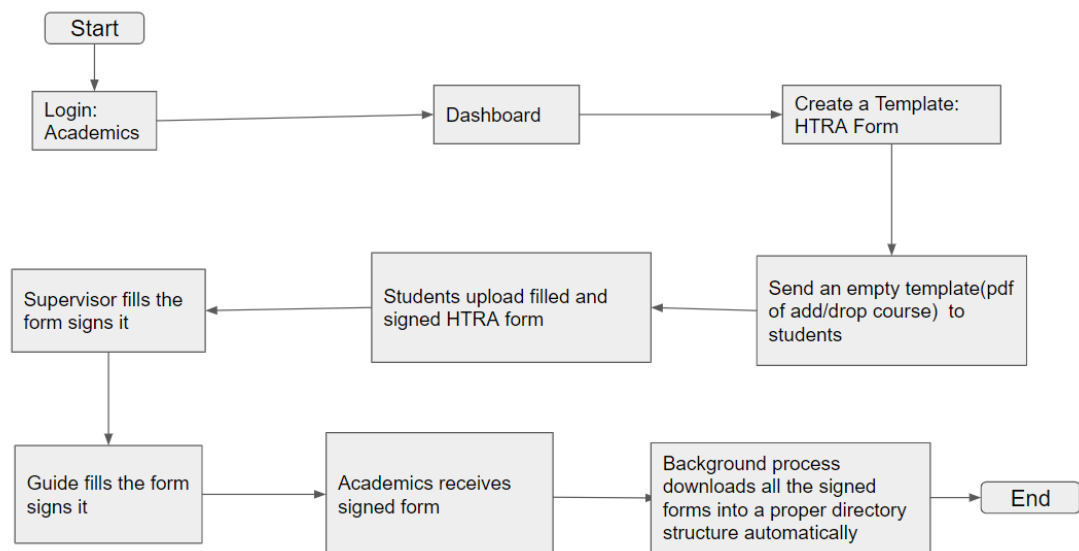 Start
Login:
Academics
Dashboard
Create a Template:
HTRA Form
Send an empty template(pdf
of add/drop course)  to
students
Students upload filled and
signed HTRA form
Supervisor fills the
form signs it
Guide fills the form
signs it
Academics receives
signed form
Background process
downloads all the signed
forms into a proper directory
structure automatically
End